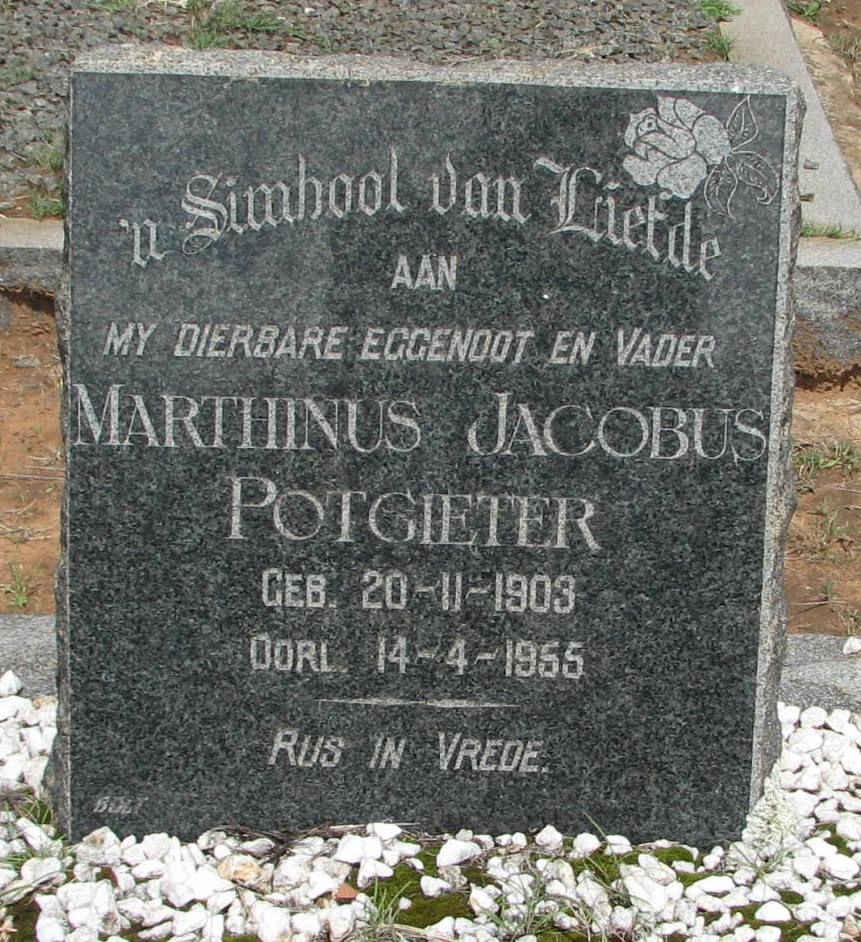 'n Simbool van Liefde
AAN
MY DIERBARE EGGENOOT EN VADER
MARTHINUS JACOBUS
POTGIETER
GEB. 20-11-1903
OORL. 14-4-1955
RUS IN VREDE.